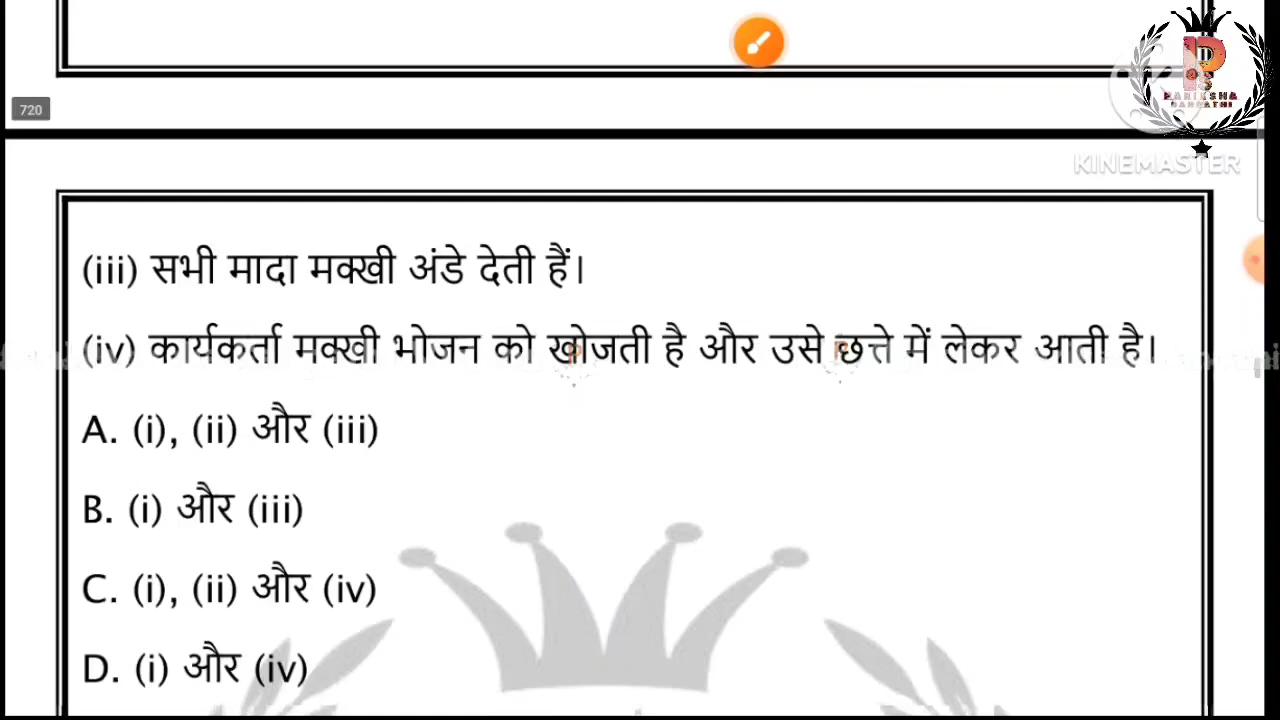 720
KINEMASTER
(iii) सभी मादा मक्खी अंडे देती हैं।
(iv) कार्यकर्ता मक्खी भोजन को खोजती है और उसे छत्ते में लेकर आती है।
A. (i), (ii) और (iii)
B. (i) और (iii)
C. (i), (ii) और (iv)
D. (i) और (iv)